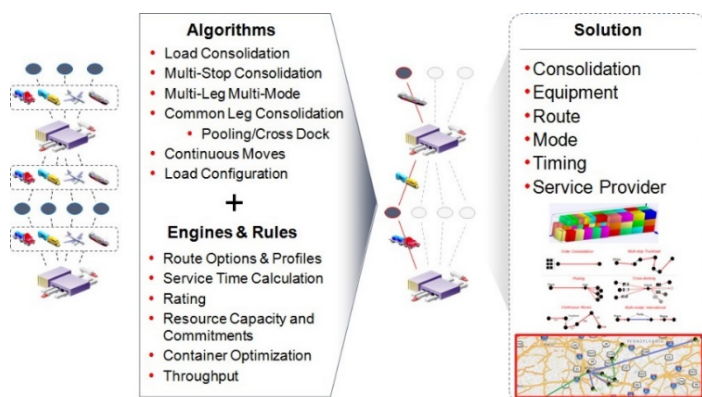 Algorithms
• Load Consolidation
• Multi-Stop Consolidation
• Multi-Leg Multi-Mode
• Common Leg Consolidation
• Pooling/Cross Dock
• Continuous Moves
• Load Configuration
+
Engines & Rules
• Route Options & Profiles
• Service Time Calculation
• Rating
• Resource Capacity and
Commitments
• Container Optimization
• Throughput
Solution
• Consolidation
• Equipment
• Route
• Mode
• Timing
• Service Provider